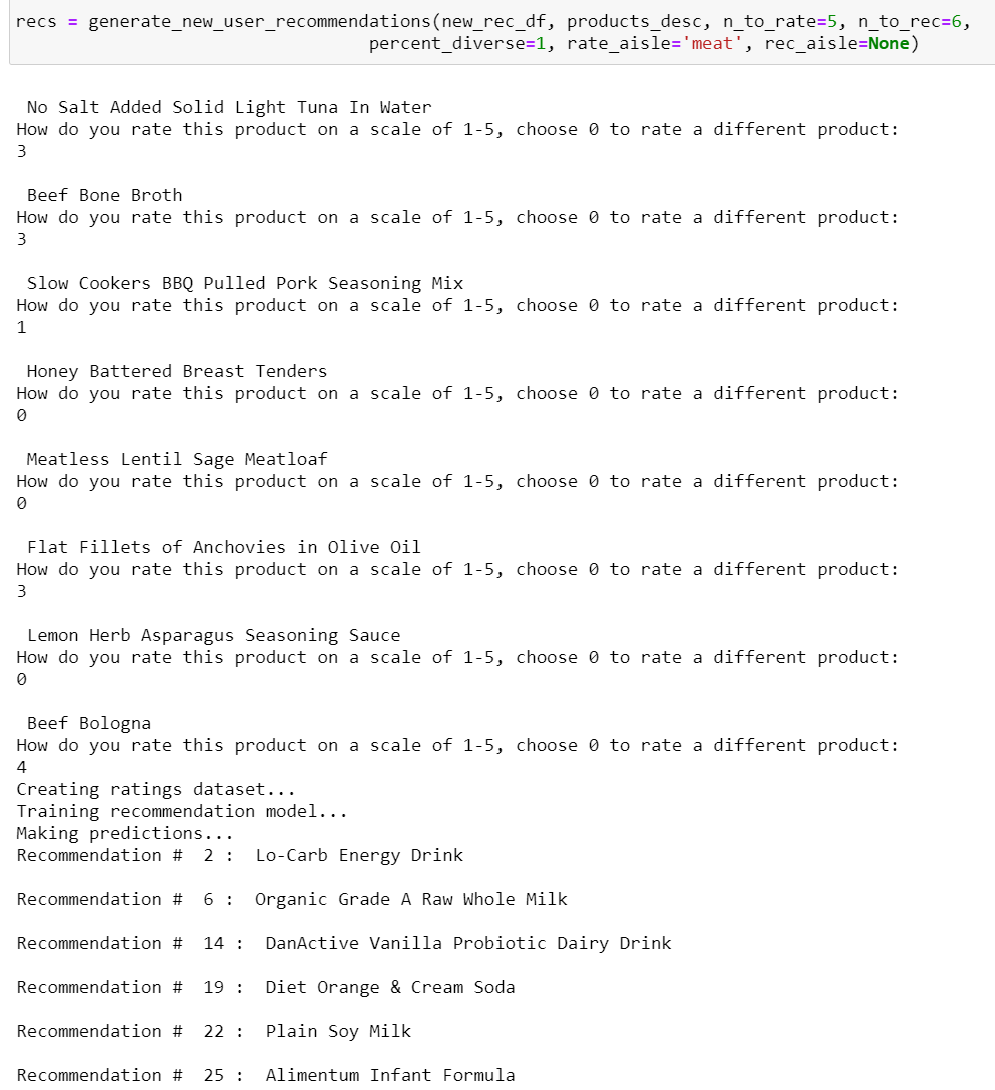 recs = generate_new_user_recommendations(new_rec_df, products_desc, n_to_rate=5, n_to_rec=6,
percent_diverse=1, rate_aisle='meat', rec_aisle=None)
No Salt Added Solid Light Tuna In Water
How do you rate this product on a scale of 1-5, choose 0 to rate a different product:
3
Beef Bone Broth
How do you rate this product on a scale of 1-5, choose 0 to rate a different product:
3
Slow Cookers BBQ Pulled Pork Seasoning Mix
How do you rate this product on a scale of 1-5, choose 0 to rate a different product:
1
Honey Battered Breast Tenders
How do you rate this product on a scale of 1-5, choose 0 to rate a different product:
0
Meatless Lentil Sage Meatloaf
How do you rate this product on a scale of 1-5, choose 0 to rate a different product:
0
Flat Fillets of Anchovies in Olive Oil
How do you rate this product on a scale of 1-5, choose 0 to rate a different product:
3
Lemon Herb Asparagus Seasoning Sauce
How do you rate this product on a scale of 1-5, choose 0 to rate a different product:
0
Beef Bologna
How do you rate this product on a scale of 1-5, choose 0 to rate a different product:
4
Creating ratings dataset...
Training recommendation model...
Making predictions...
Recommendation #  2 :  Lo-Carb Energy Drink
Recommendation #  6 :  Organic Grade A Raw Whole Milk
Recommendation #  14 :  DanActive Vanilla Probiotic Dairy Drink
Recommendation #  19 :  Diet Orange & Cream Soda
Recommendation #  22 :  Plain Soy Milk
Recommendation #  25 :  Alimentum Infant Formula